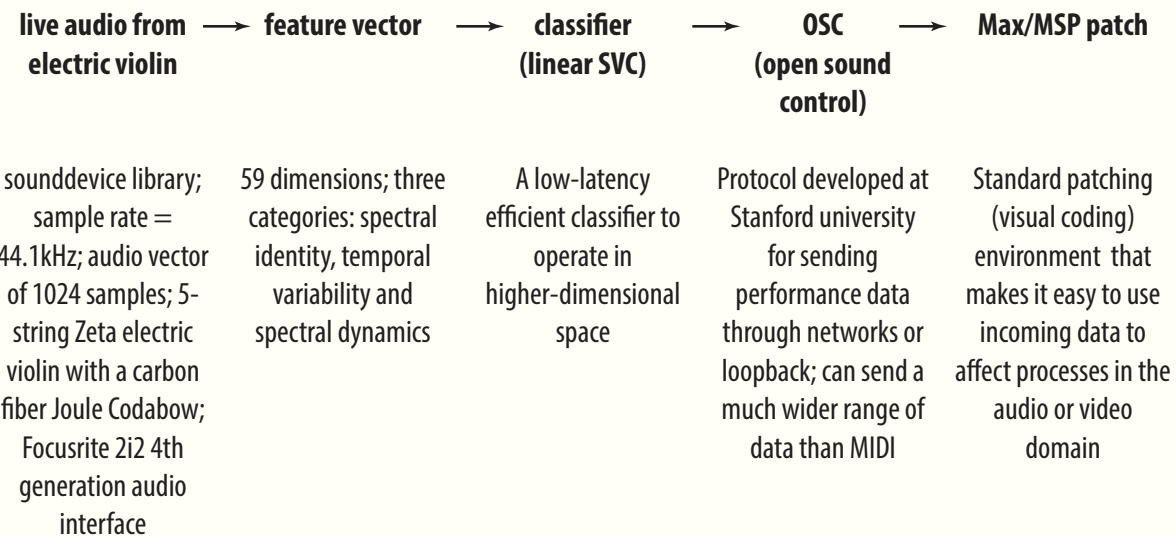 live audio from → feature vector → classifier → OSC → Max/MSP patch
electric violin
(linear SVC)
(open sound
control)
sounddevice library;
sample rate =
44.1kHz; audio vector
of 1024 samples; 5-
string Zeta electric
violin with a carbon
fiber Joule Codabow;
Focusrite 2i2 4th
generation audio
interface
59 dimensions; three
categories: spectral
identity, temporal
variability and
spectral dynamics
A low-latency
efficient classifier to
operate in
higher-dimensional
space
Protocol developed at
Stanford university
for sending
performance data
through networks or
loopback; can send a
much wider range of
data than MIDI
Standard patching
(visual coding)
environment that
makes it easy to use
incoming data to
affect processes in the
audio or video
domain